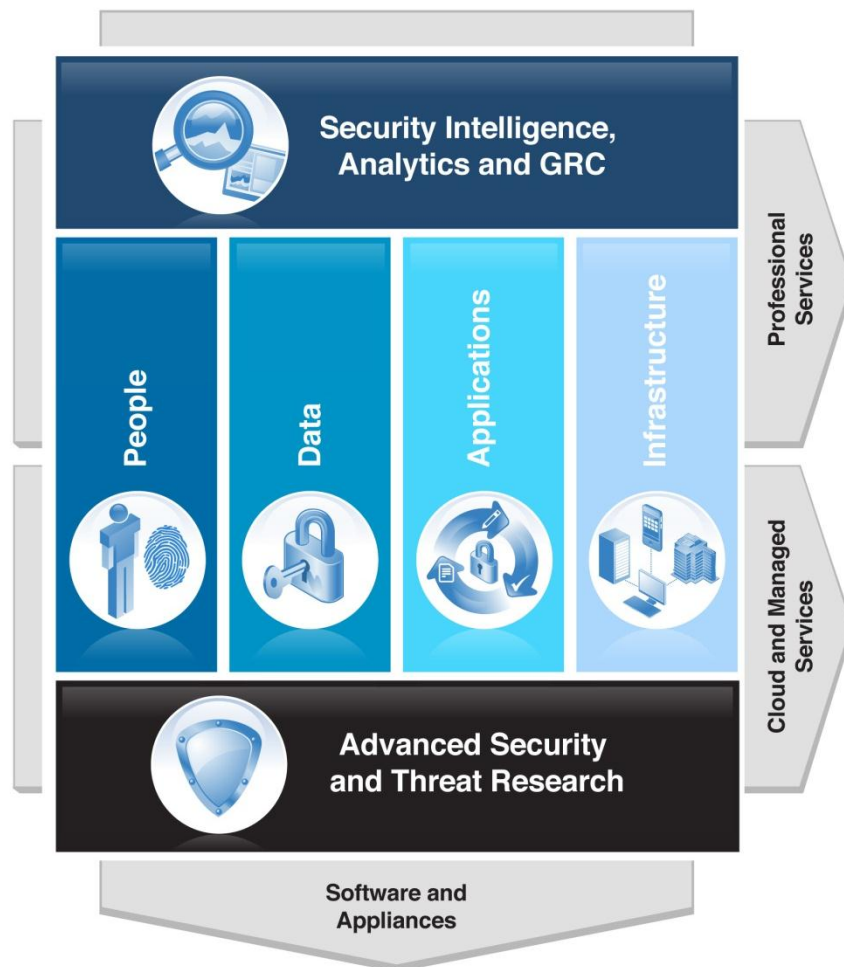 Security Intelligence,
Analytics and GRC
People
Data
Applications
Infrastructure
Professional
Services
Cloud and Managed
Services
Advanced Security
and Threat Research
Software and
Appliances